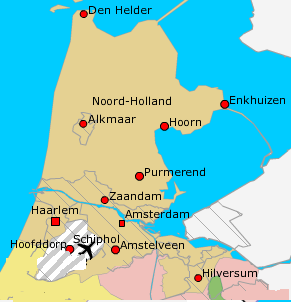 Den Helder
Noord-Holland
Enkhuizen
Alkmaar
Hoorn
Purmerend
Zaandam
Haarlem
Amsterdam
Schiphol
Hoofddorp
Amstelveen
Hilversum